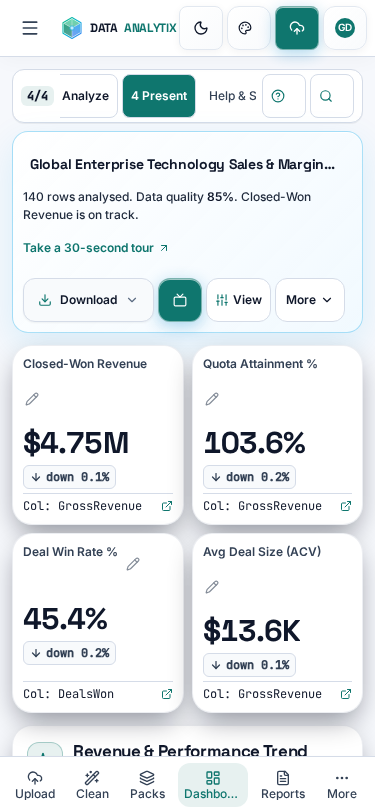 DATA ANALYTIX
GD
4/4 Analyze 4 Present Help & S
Global Enterprise Technology Sales & Margin...
140 rows analysed. Data quality 85%. Closed-Won
Revenue is on track.
Take a 30-second tour
Download View More
Closed-Won Revenue
$4.75M
down 0.1%
Col: GrossRevenue
Quota Attainment %
103.6%
down 0.2%
Col: GrossRevenue
Deal Win Rate %
45.4%
down 0.2%
Col: DealsWon
Avg Deal Size (ACV)
$13.6K
down 0.1%
Col: GrossRevenue
Revenue & Performance Trend
Upload Clean Packs Dashbo... Reports More